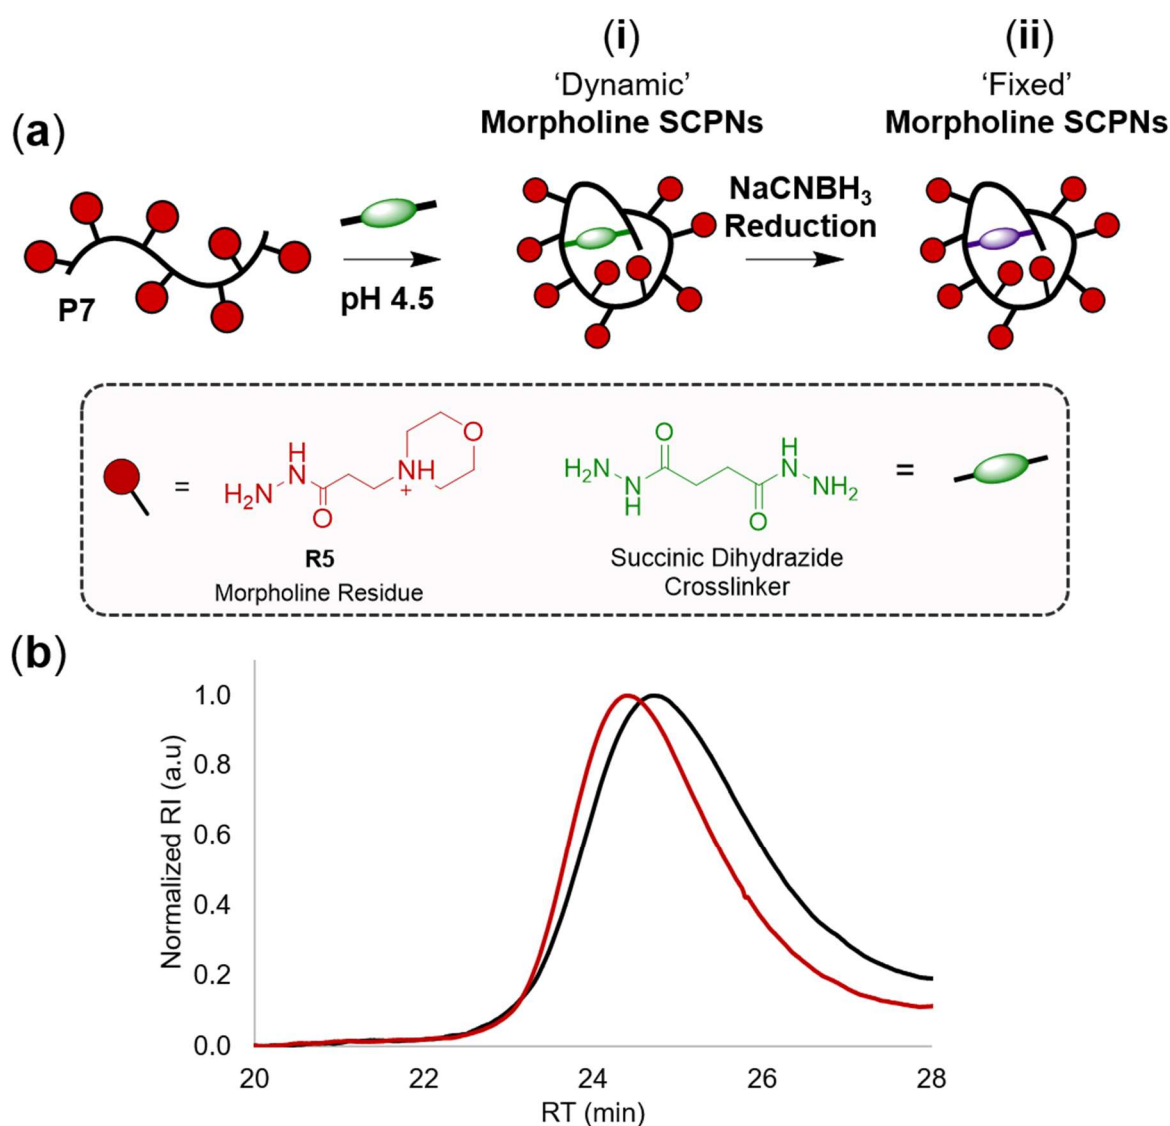 (a)
(i)
'Dynamic'
Morpholine SCPNs
(ii)
'Fixed'
Morpholine SCPNs
P7
pH 4.5
NaCNBH₃
Reduction
=
H₂N
H
N
O
NH
+
O
R5
Morpholine Residue
H₂N
N
H
O
O
H
N
NH₂
=
Succinic Dihydrazide
Crosslinker
(b)
Normalized RI (a.u)
1.0
0.8
0.6
0.4
0.2
0.0
20
22
24
26
28
RT (min)